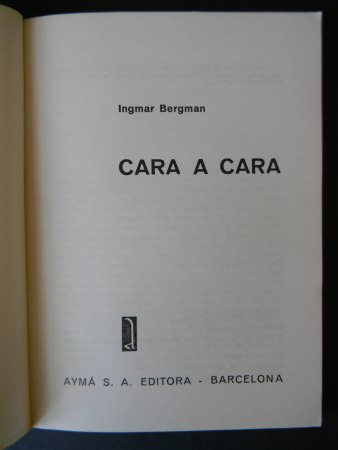 Ingmar Bergman
CARA A CARA
AYMÁ S. A. EDITORA - BARCELONA